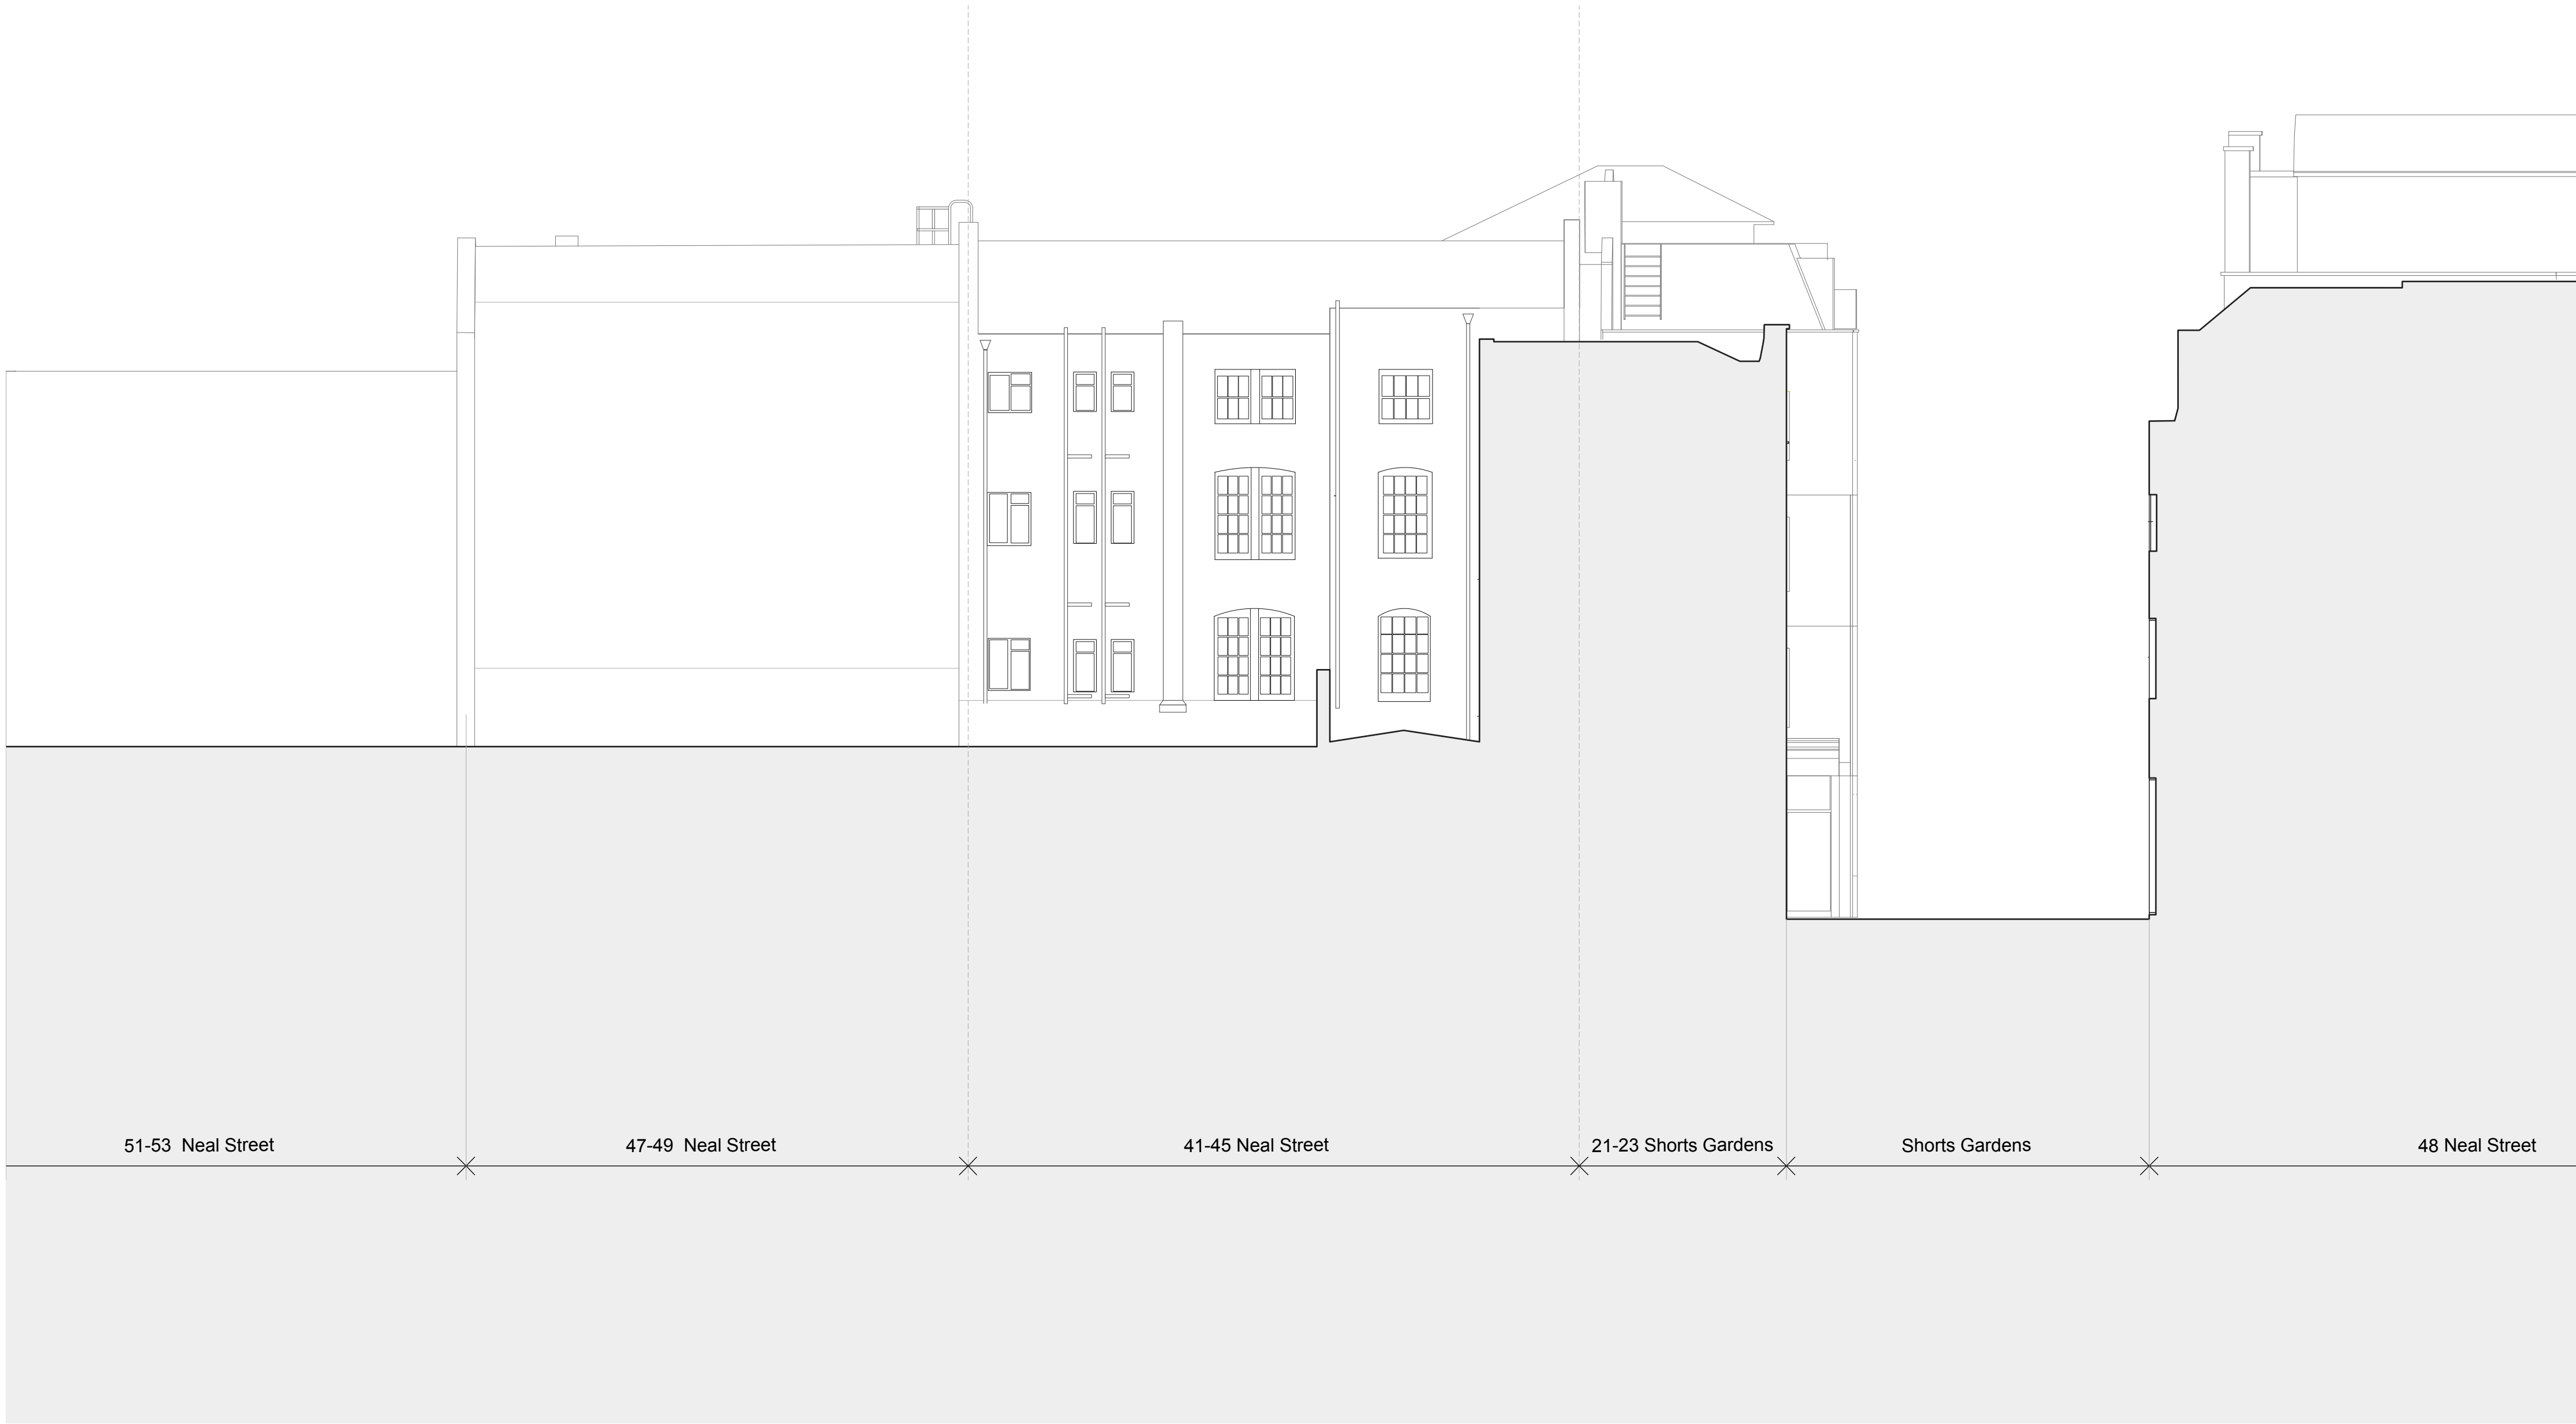 51-53 Neal Street
47-49 Neal Street
41-45 Neal Street
21-23 Shorts Gardens
Shorts Gardens
48 Neal Street